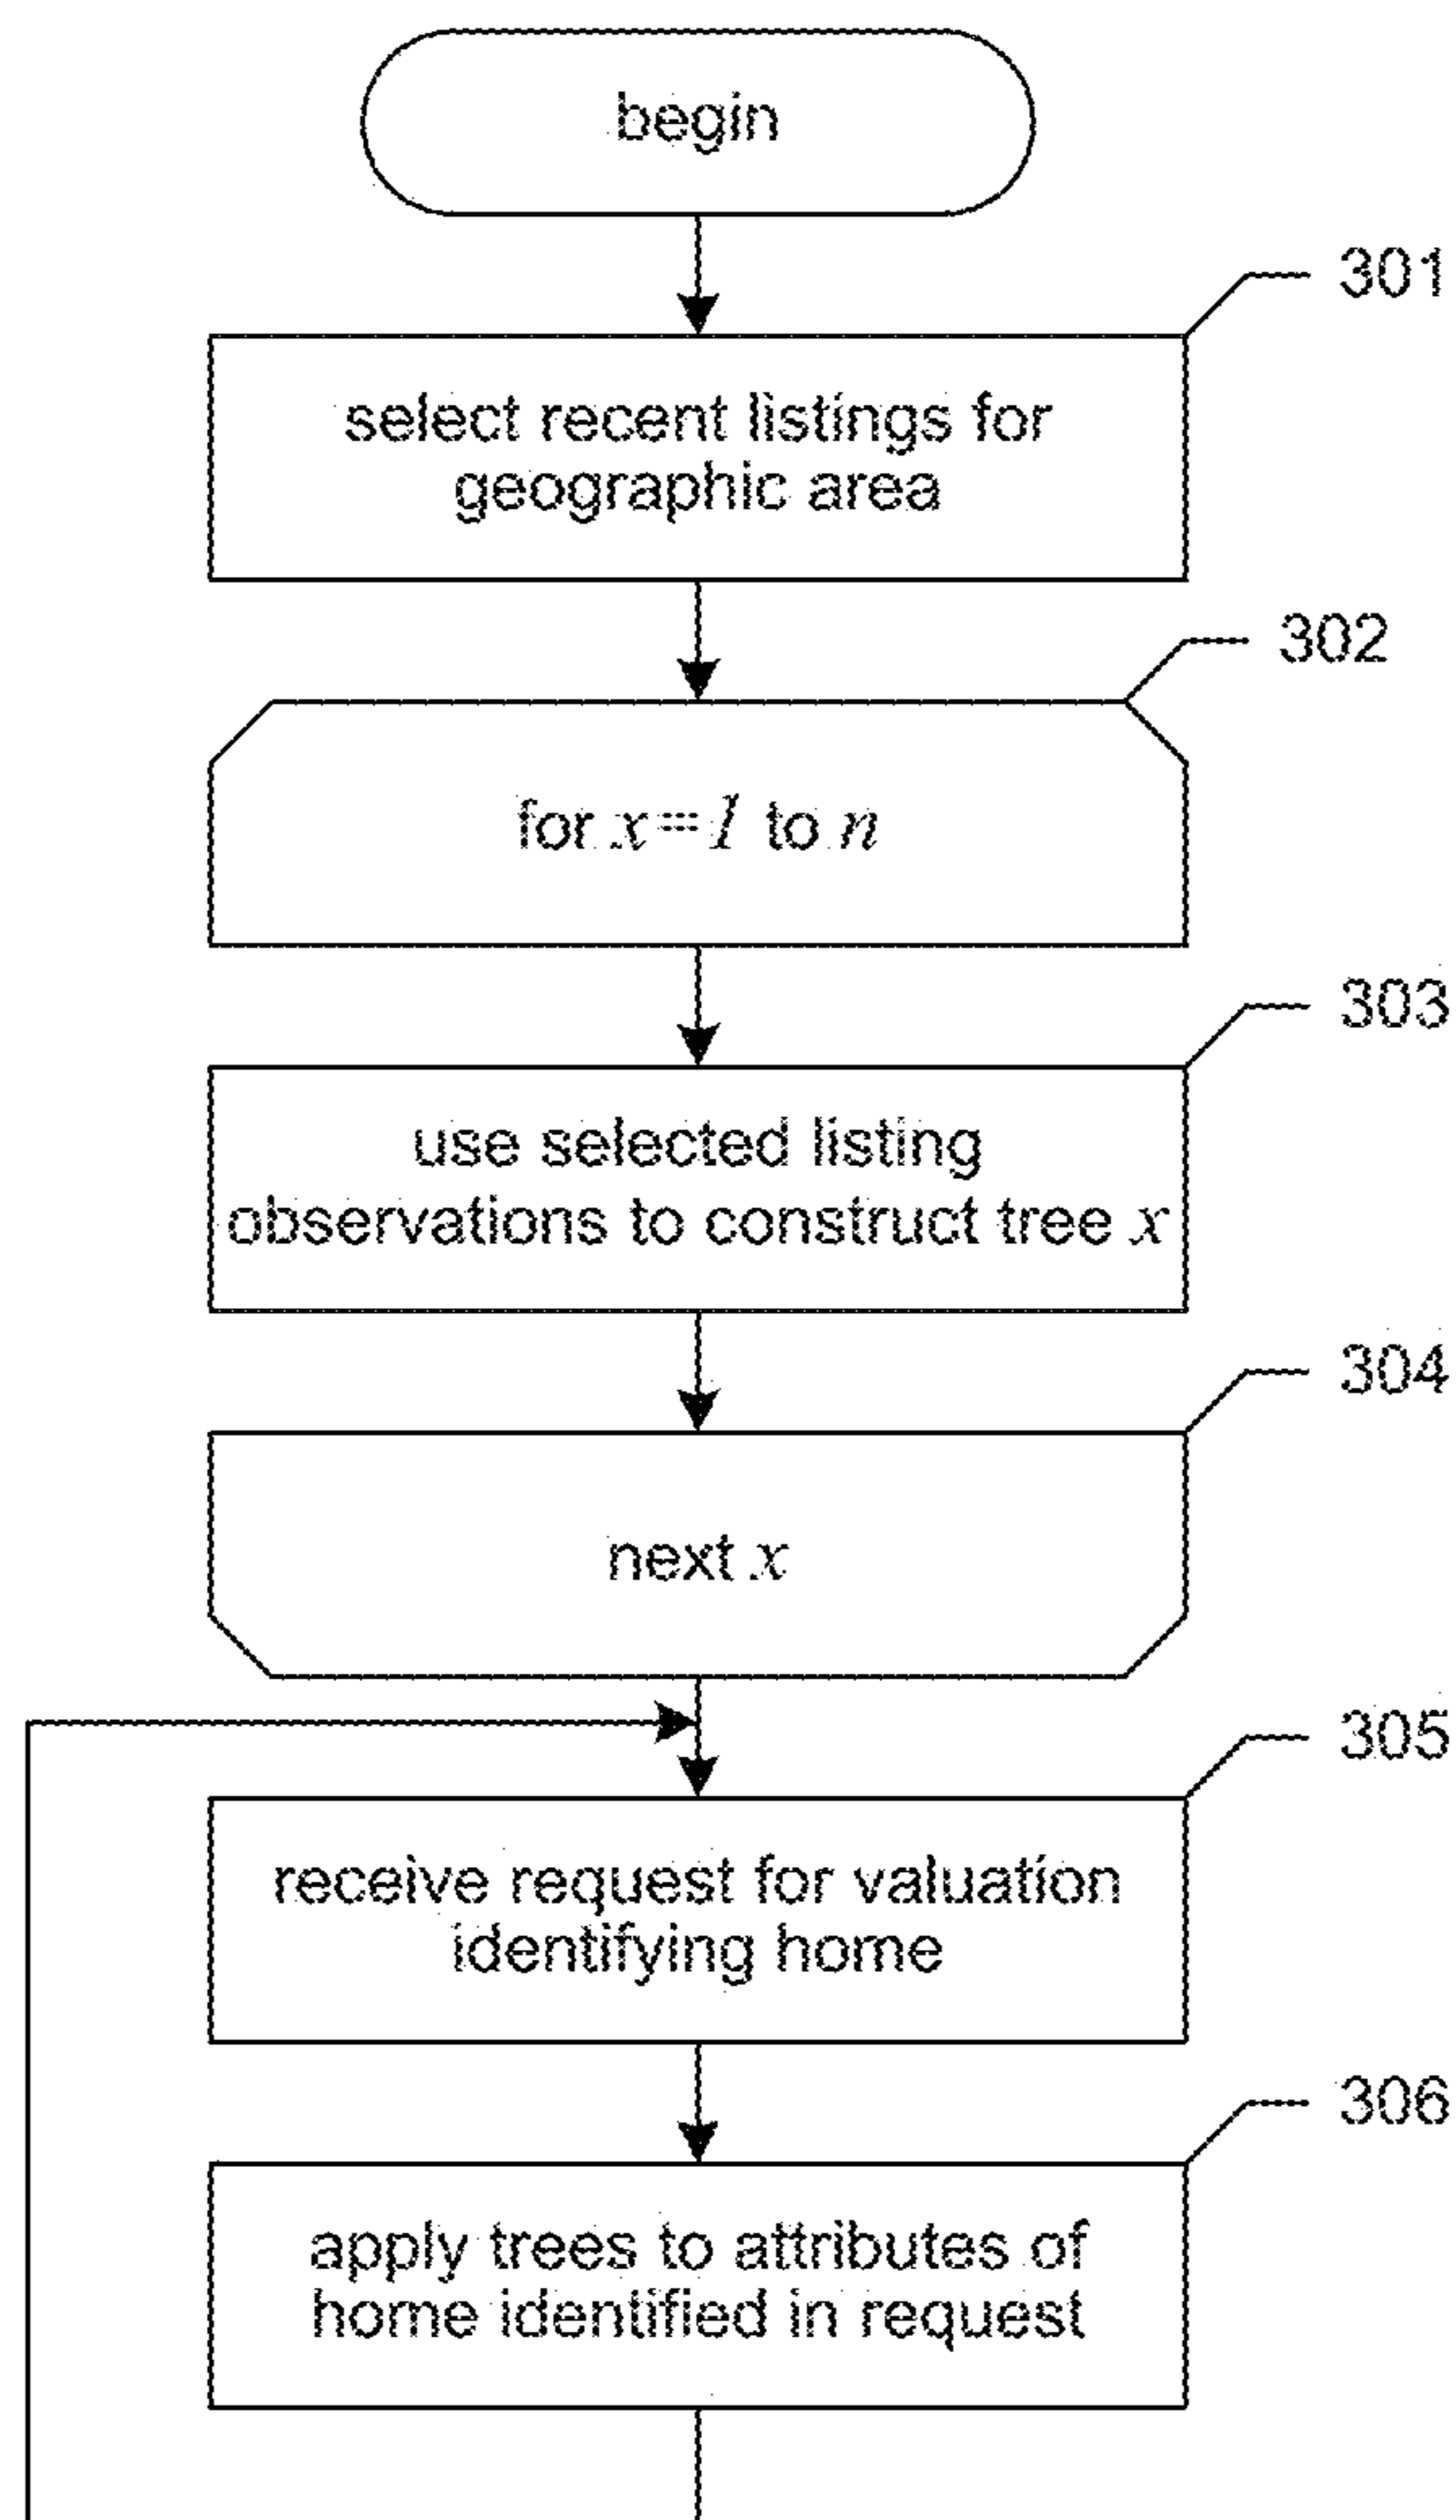 begin
301
select recent listings for
geographic area
302
for x=1 to n
303
use selected listing
observations to construct tree x
304
next x
305
receive request for valuation
identifying home
306
apply trees to attributes of
home identified in request